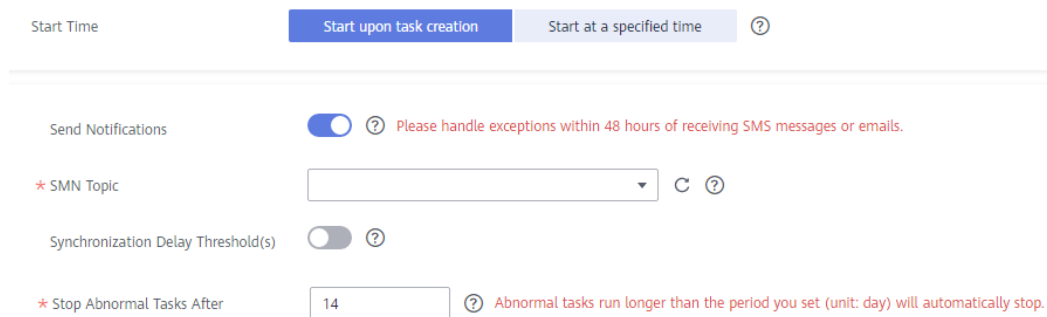 Start Time Start upon task creation Start at a specified time ?
Send Notifications ? Please handle exceptions within 48 hours of receiving SMS messages or emails.
* SMN Topic ?
Synchronization Delay Threshold(s) ?
* Stop Abnormal Tasks After 14 ? Abnormal tasks run longer than the period you set (unit: day) will automatically stop.